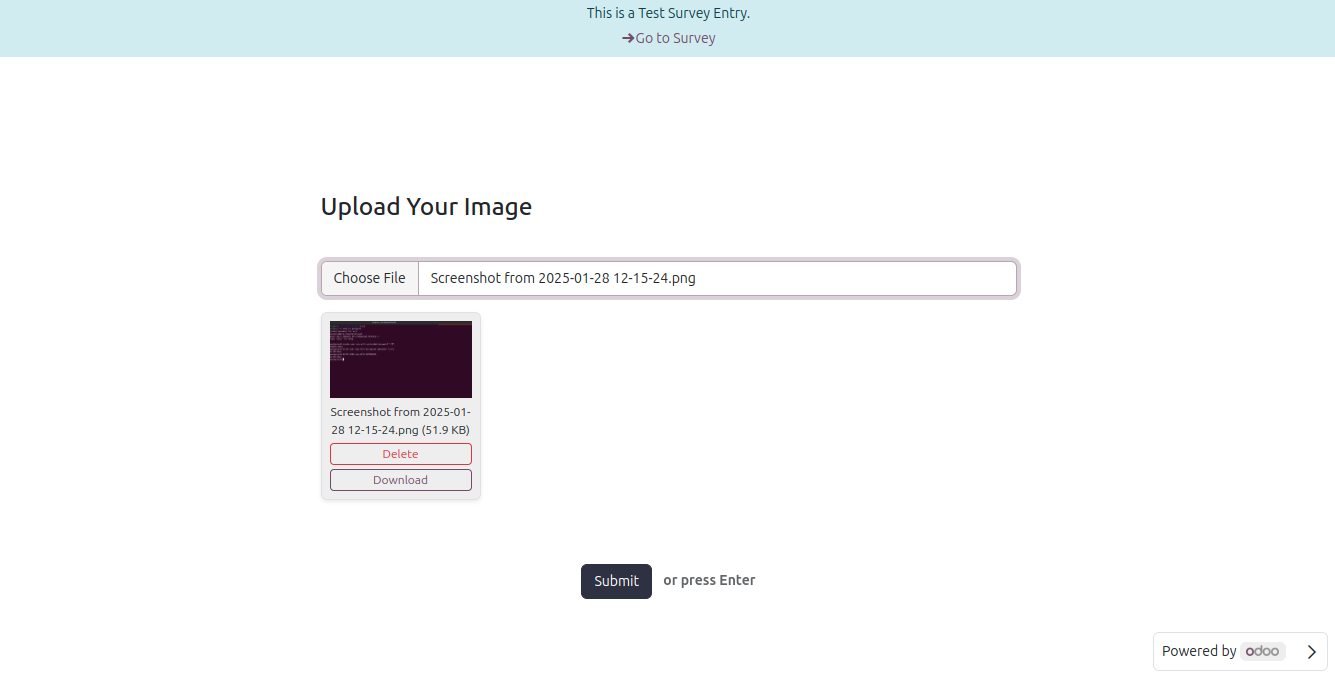 This is a Test Survey Entry.
→Go to Survey
Upload Your Image
Choose File Screenshot from 2025-01-28 12-15-24.png
Screenshot from 2025-01-
28 12-15-24.png (51.9 KB)
Delete
Download
Submit or press Enter
Powered by odoo